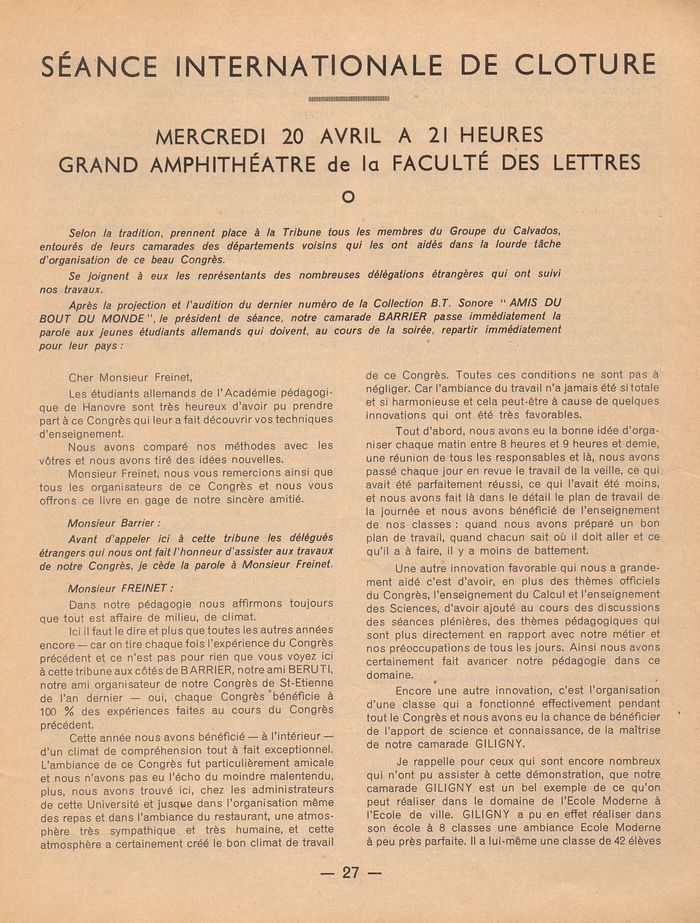 SÉANCE INTERNATIONALE DE CLOTURE
MERCREDI 20 AVRIL A 21 HEURES
GRAND AMPHITHÉATRE de la FACULTÉ DES LETTRES
Selon la tradition, prennent place à la Tribune tous les membres du Groupe du Calvados,
entourés de leurs camarades des départements voisins qui les ont aidés dans la lourde tâche
d'organisation de ce beau Congrès.
Se joignent à eux les représentants des nombreuses délégations étrangères qui ont suivi
nos travaux.
Après la projection et l'audition du dernier numéro de la Collection B.T. Sonore " AMIS DU
BOUT DU MONDE ", le président de séance, notre camarade BARRIER passe immédiatement la
parole aux jeunes étudiants allemands qui doivent, au cours de la soirée, repartir immédiatement
pour leur pays :
Cher Monsieur Freinet,
Les étudiants allemands de l'Académie pédagogi-
que de Hanovre sont très heureux d'avoir pu prendre
part à ce Congrès qui leur a fait découvrir vos techniques
d'enseignement.
Nous avons comparé nos méthodes avec les
vôtres et nous avons tiré des idées nouvelles.
Monsieur Freinet, nous vous remercions ainsi que
tous les organisateurs de ce Congrès et nous vous
offrons ce livre en gage de notre sincère amitié.
Monsieur Barrier :
Avant d'appeler ici à cette tribune les délégués
étrangers qui nous ont fait l'honneur d'assister aux travaux
de notre Congrès, je cède la parole à Monsieur Freinet.
Monsieur FREINET :
Dans notre pédagogie nous affirmons toujours
que tout est affaire de milieu, de climat.
Ici il faut le dire et plus que toutes les autres années
encore — car on tire chaque fois l'expérience du Congrès
précédent et ce n'est pas pour rien que vous voyez ici
à cette tribune aux côtés de BARRIER, notre ami BERUTI,
notre ami organisateur de notre Congrès de St-Etienne
de l'an dernier — oui, chaque Congrès bénéficie à
100 % des expériences faites au cours du Congrès
précédent.
Cette année nous avons bénéficié — à l'intérieur —
d'un climat de compréhension tout à fait exceptionnel.
L'ambiance de ce Congrès fut particulièrement amicale
et nous n'avons pas eu l'écho du moindre malentendu,
plus, nous avons trouvé ici, chez les administrateurs
de cette Université et jusque dans l'organisation même
des repas et dans l'ambiance du restaurant, une atmos-
phère très sympathique et très humaine, et cette
atmosphère a certainement créé le bon climat de travail
de ce Congrès. Toutes ces conditions ne sont pas à
négliger. Car l'ambiance du travail n'a jamais été si totale
et si harmonieuse et cela peut-être à cause de quelques
innovations qui ont été très favorables.
Tout d'abord, nous avons eu la bonne idée d'orga-
niser chaque matin entre 8 heures et 9 heures et demie,
une réunion de tous les responsables et là, nous avons
passé chaque jour en revue le travail de la veille, ce qui
avait été parfaitement réussi, ce qui l'avait été moins,
et nous avons fait là dans le détail le plan de travail de
la journée et nous avons bénéficié de l'enseignement
de nos classes : quand nous avons préparé un bon
plan de travail, quand chacun sait où il doit aller et ce
qu'il a à faire, il y a moins de battement.
Une autre innovation favorable qui nous a grande-
ment aidé c'est d'avoir, en plus des thèmes officiels
du Congrès, l'enseignement du Calcul et l'enseignement
des Sciences, d'avoir ajouté au cours des discussions
des séances plénières, des thèmes pédagogiques qui
sont plus directement en rapport avec notre métier et
nos préoccupations de tous les jours. Ainsi nous avons
certainement fait avancer notre pédagogie dans ce
domaine.
Encore une autre innovation, c'est l'organisation
d'une classe qui a fonctionné effectivement pendant
tout le Congrès et nous avons eu la chance de bénéficier
de l'apport de science et connaissance, de la maîtrise
de notre camarade GILIGNY.
Je rappelle pour ceux qui sont encore nombreux
qui n'ont pu assister à cette démonstration, que notre
camarade GILIGNY est un bel exemple de ce qu'on
peut réaliser dans le domaine de l'Ecole Moderne à
l'Ecole de ville. GILIGNY a pu en effet réaliser dans
son école à 8 classes une ambiance Ecole Moderne
à peu près parfaite. Il a lui-même une classe de 42 élèves
— 27 —